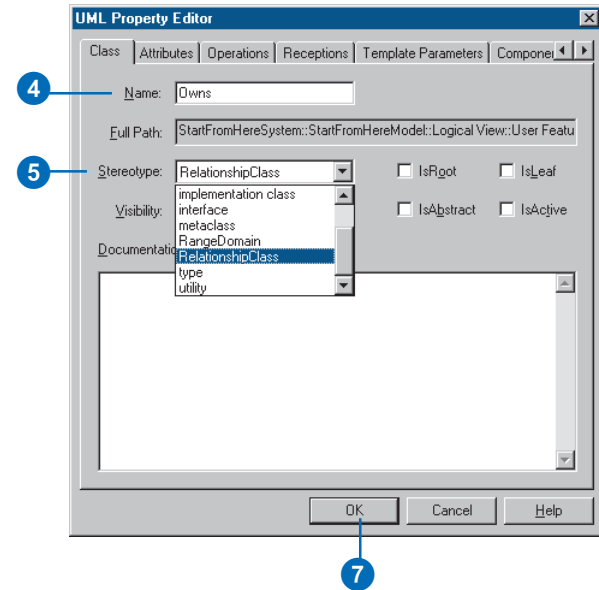 UML Property Editor
Class Attributes Operations Receptions Template Parameters Componer
4 Name: Owns
Full Path: StartFromHereSystem::StartFromHereModel::Logical View::User Featu
5 Stereotype: RelationshipClass IsRoot IsLeaf
implementation class
interface
Visibility: IsAbstract IsActive
metaclass
RangeDomain
Documentatio RelationshipClass
type
utility
OK Cancel Help
7